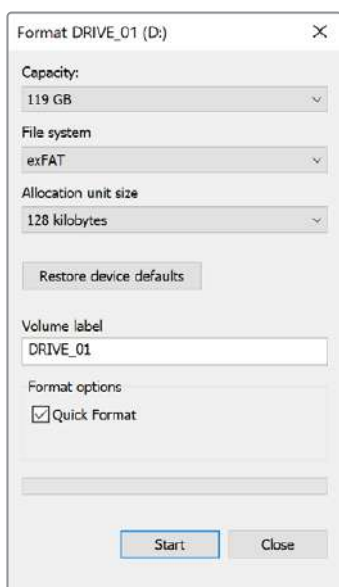 Format DRIVE_01 (D:)
Capacity:
119 GB
File system
exFAT
Allocation unit size
128 kilobytes
Restore device defaults
Volume label
DRIVE_01
Format options
Quick Format
Start Close